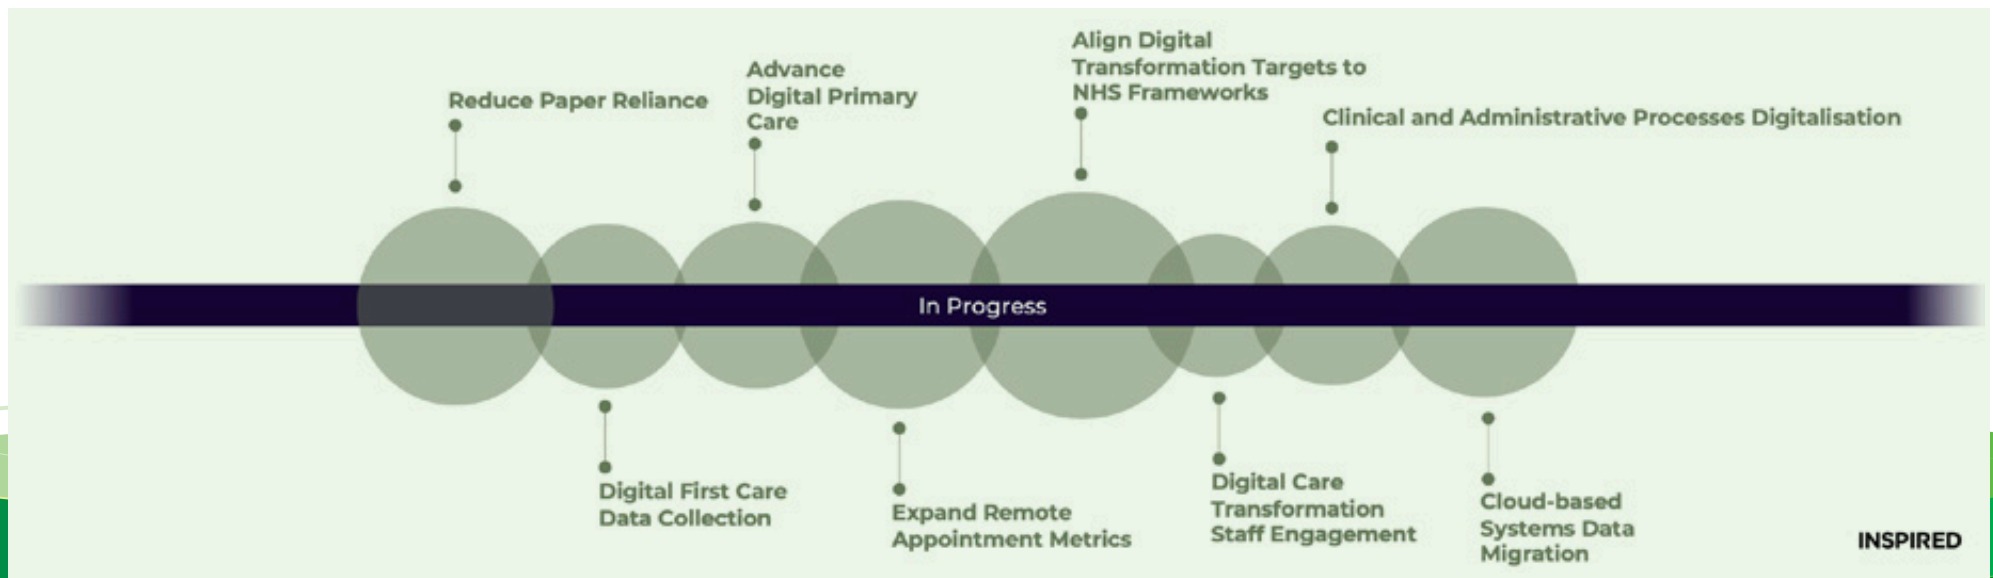 Reduce Paper Reliance
Advance
Digital Primary
Care
Align Digital
Transformation Targets to
NHS Frameworks
Clinical and Administrative Processes Digitalisation
In Progress
Digital First Care
Data Collection
Expand Remote
Appointment Metrics
Digital Care
Transformation
Staff Engagement
Cloud-based
Systems Data
Migration
INSPIRED